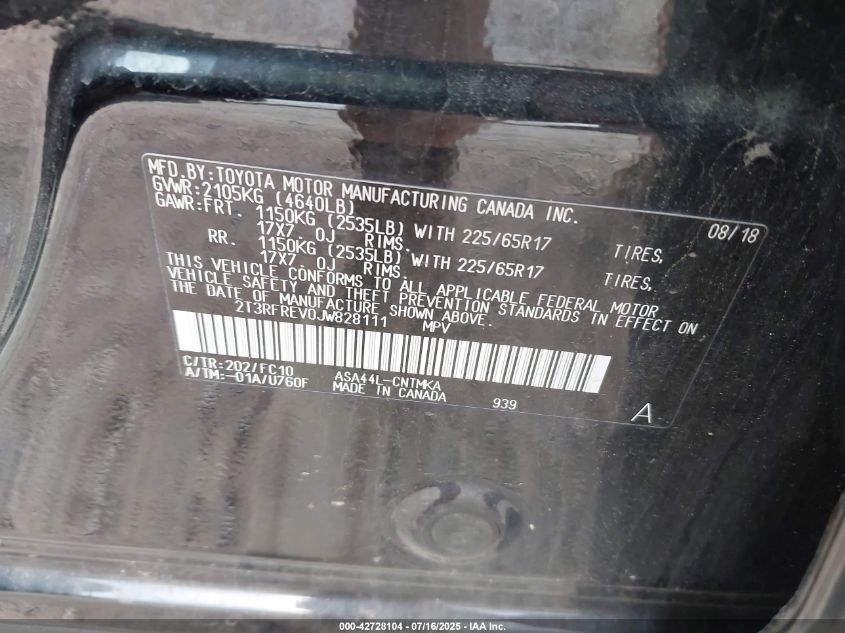 MFD.BY:TOYOTA MOTOR MANUFACTURING CANADA INC.
GVWR:2105KG (4640LB) 08/18
GAWR:FRT. 1150KG (2535LB) WITH 225/65R17 TIRES,
17X7 0J RIMS.
RR. 1150KG (2535LB) WITH 225/65R17 TIRES,
17X7 0J RIMS.
THIS VEHICLE CONFORMS TO ALL APPLICABLE FEDERAL MOTOR
VEHICLE SAFETY AND THEFT PREVENTION STANDARDS IN EFFECT ON
THE DATE OF MANUFACTURE SHOWN ABOVE.
2T3RFREV0JW828111 MPV
C/TR:202/FC10 ASA44L-CNTMKA
A/TM:-01A/U760F MADE IN CANADA 939 A
000-42728104 - 07/16/2025 - IAA Inc.